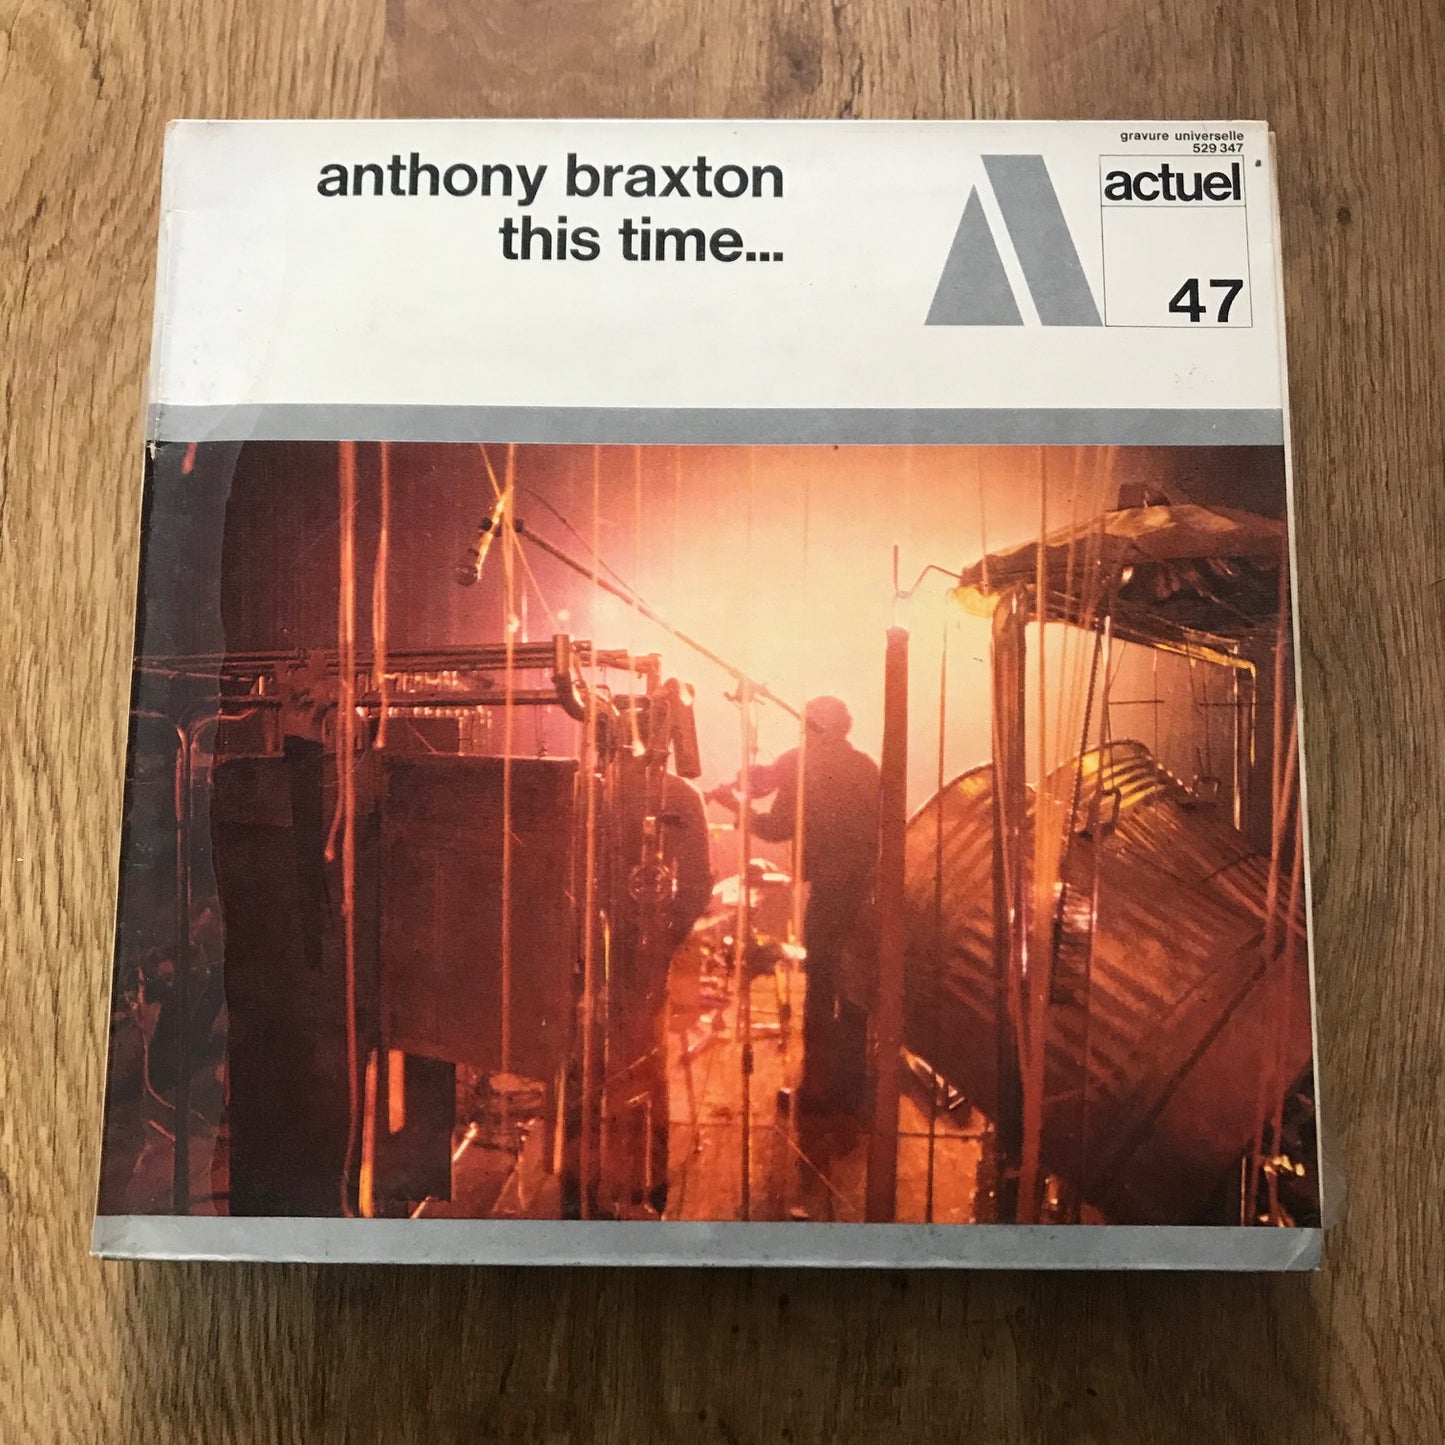 anthony braxton
this time...
gravure universelle
529 347
actuel
47